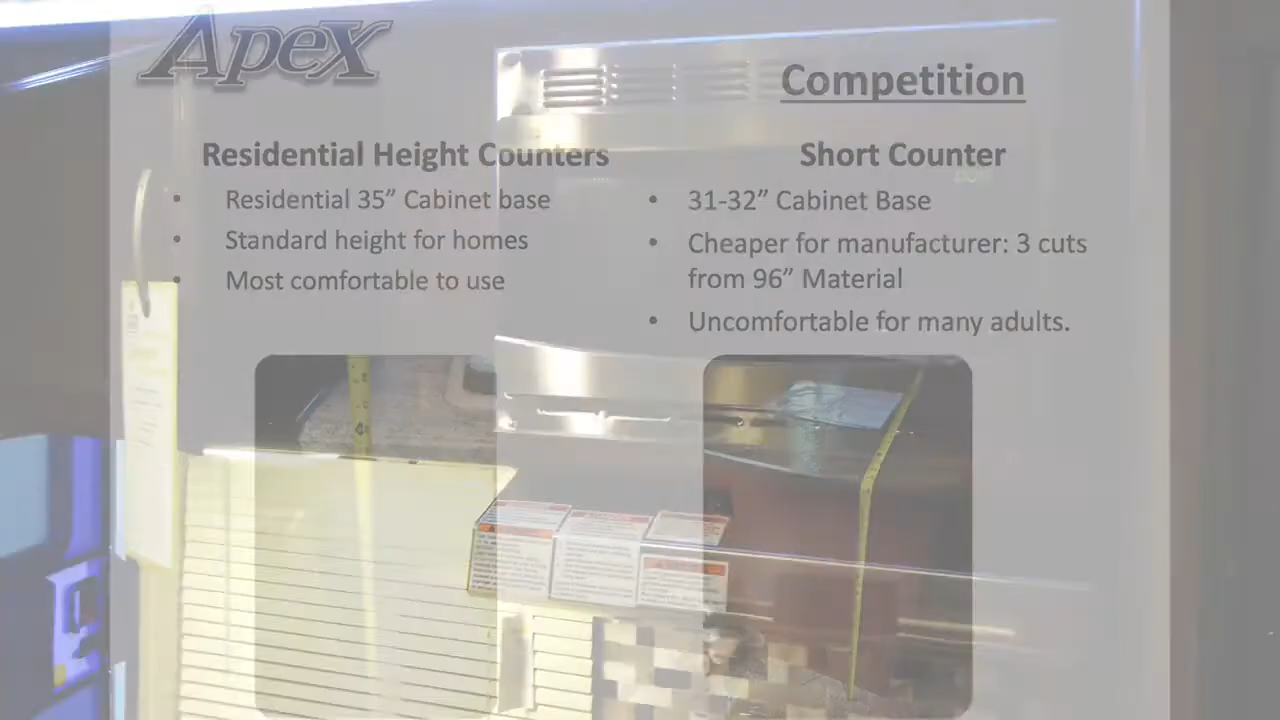 Apex
Competition
Residential Height Counters
• Residential 35” Cabinet base
• Standard height for homes
• Most comfortable to use
Short Counter
• 31-32” Cabinet Base
• Cheaper for manufacturer: 3 cuts
from 96” Material
• Uncomfortable for many adults.